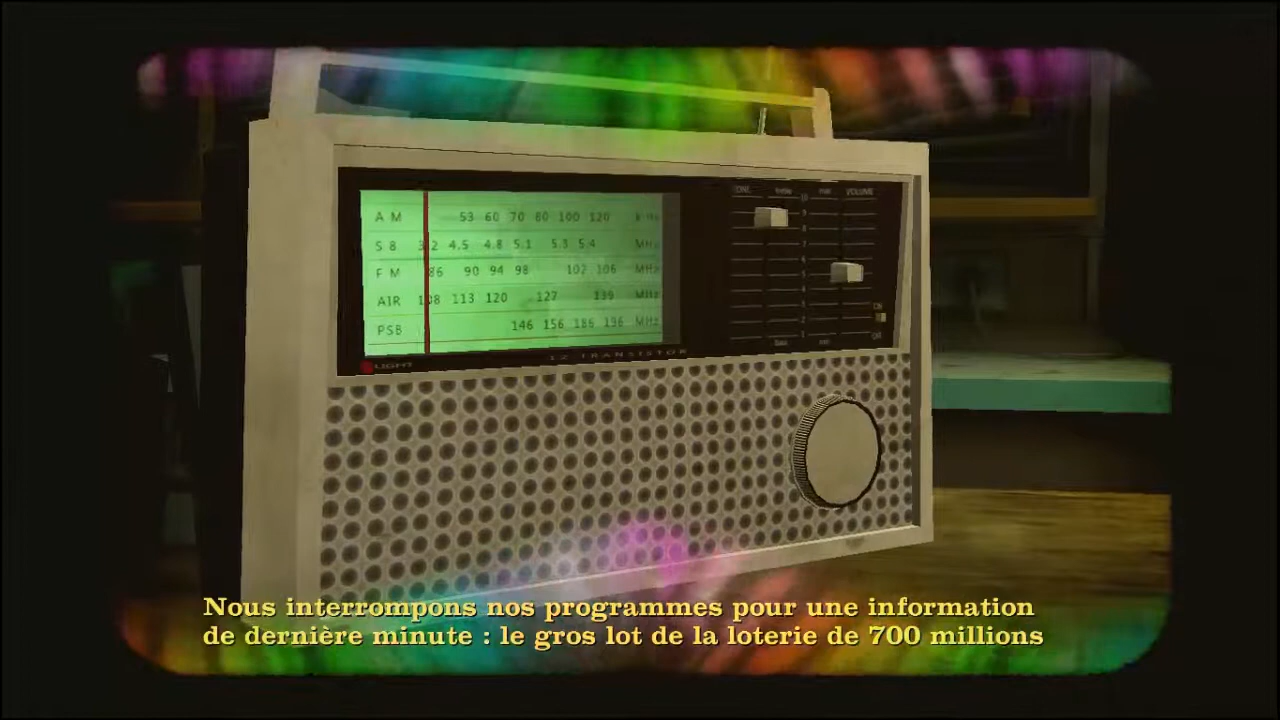 VOLUME
A M 53 60 70 80 100 120 KHz
S 8 3.2 4.5 4.8 5.1 5.3 5.4 MHz
F M 86 90 94 98 102 106 MHz
AIR 108 113 120 127 139 MHz
PSB 146 156 186 196 MHz
LIGHT 12 TRANSISTOR
Nous interrompons nos programmes pour une information
de dernière minute : le gros lot de la loterie de 700 millions